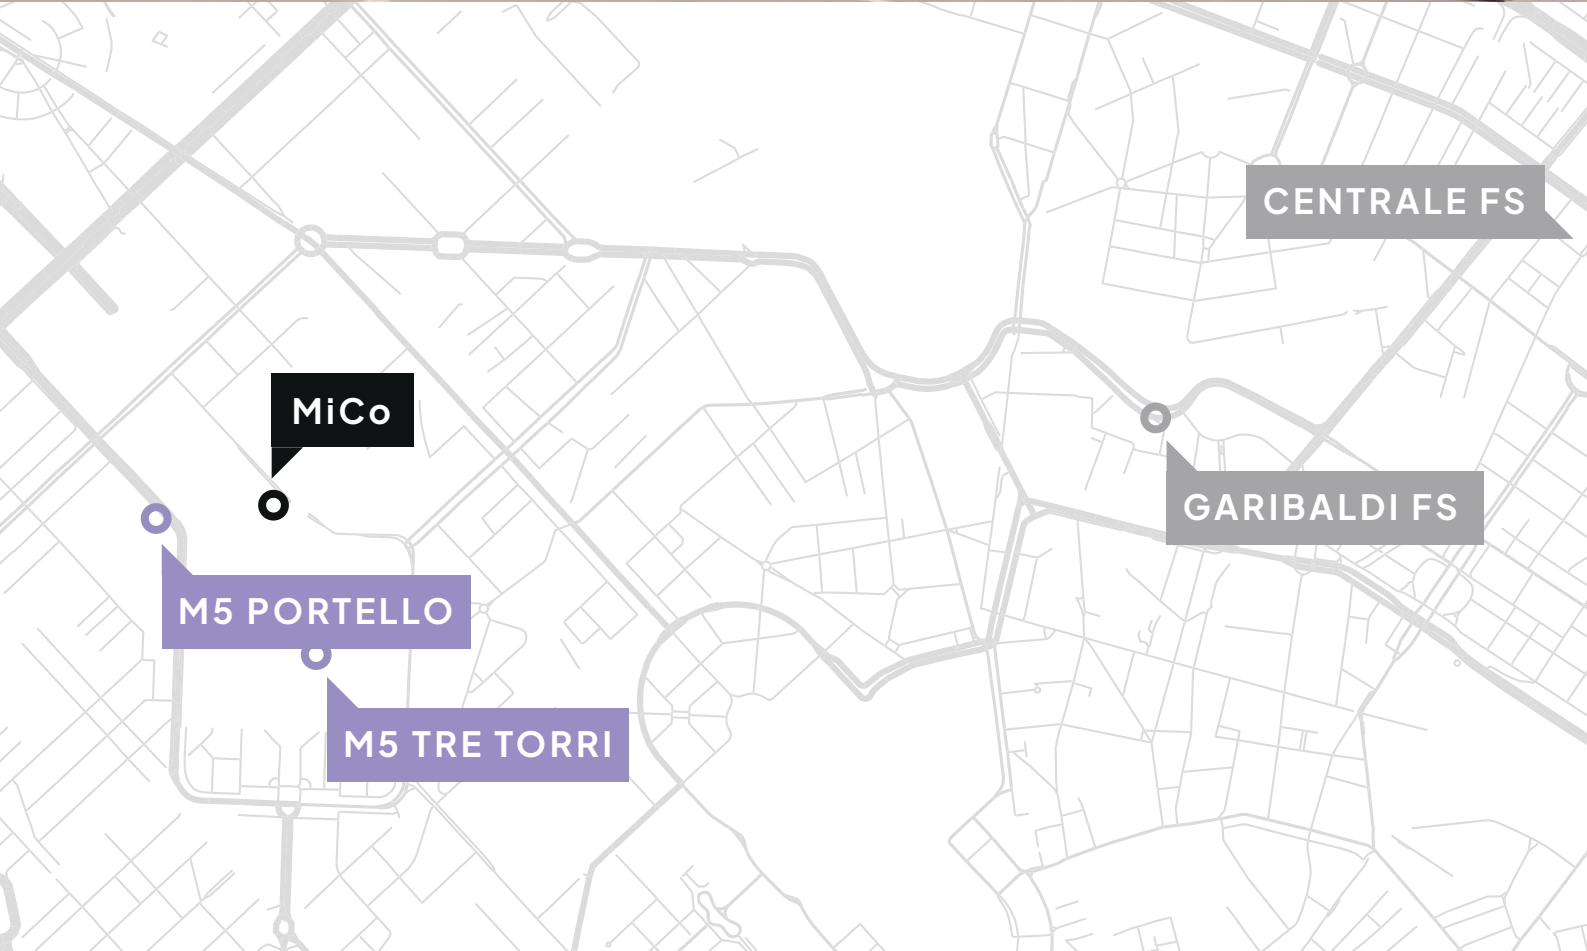 CENTRALE FS
MiCo
GARIBALDI FS
M5 PORTELLO
M5 TRE TORRI